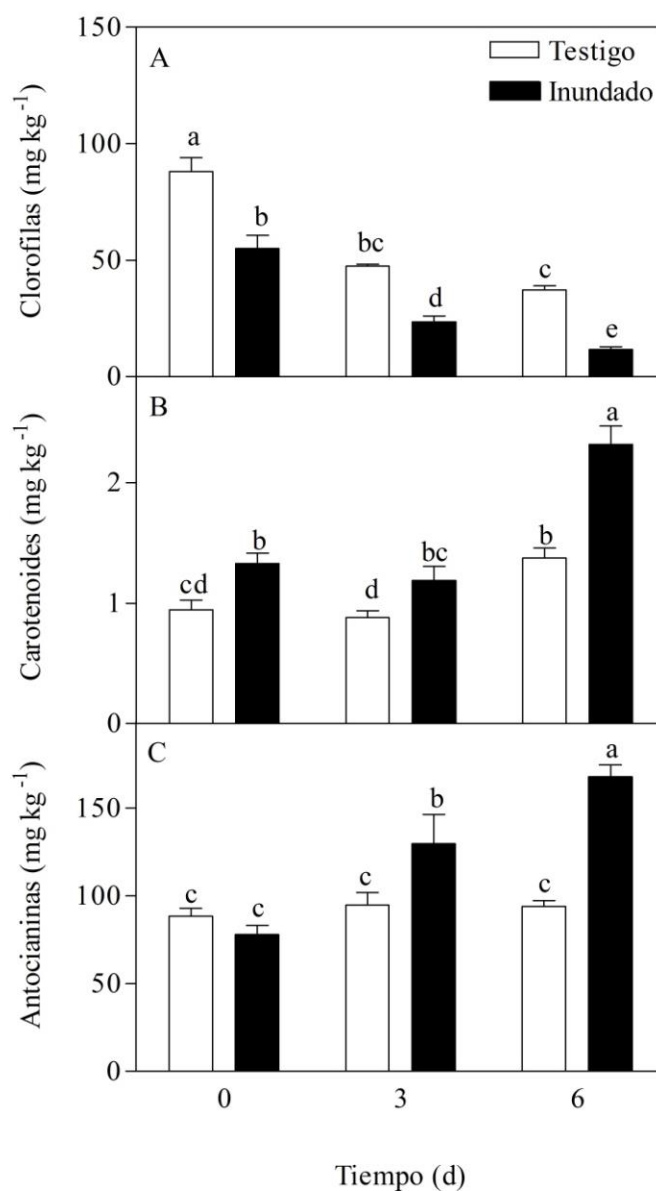 A
Testigo
Inundado
Clorofilas (mg kg-1)
150
100
50
0
a
b
bc
d
c
e
B
Carotenoides (mg kg-1)
2
1
0
cd
b
d
bc
b
a
C
Antocianinas (mg kg-1)
150
100
50
0
c
c
c
b
c
a
0 3 6
Tiempo (d)